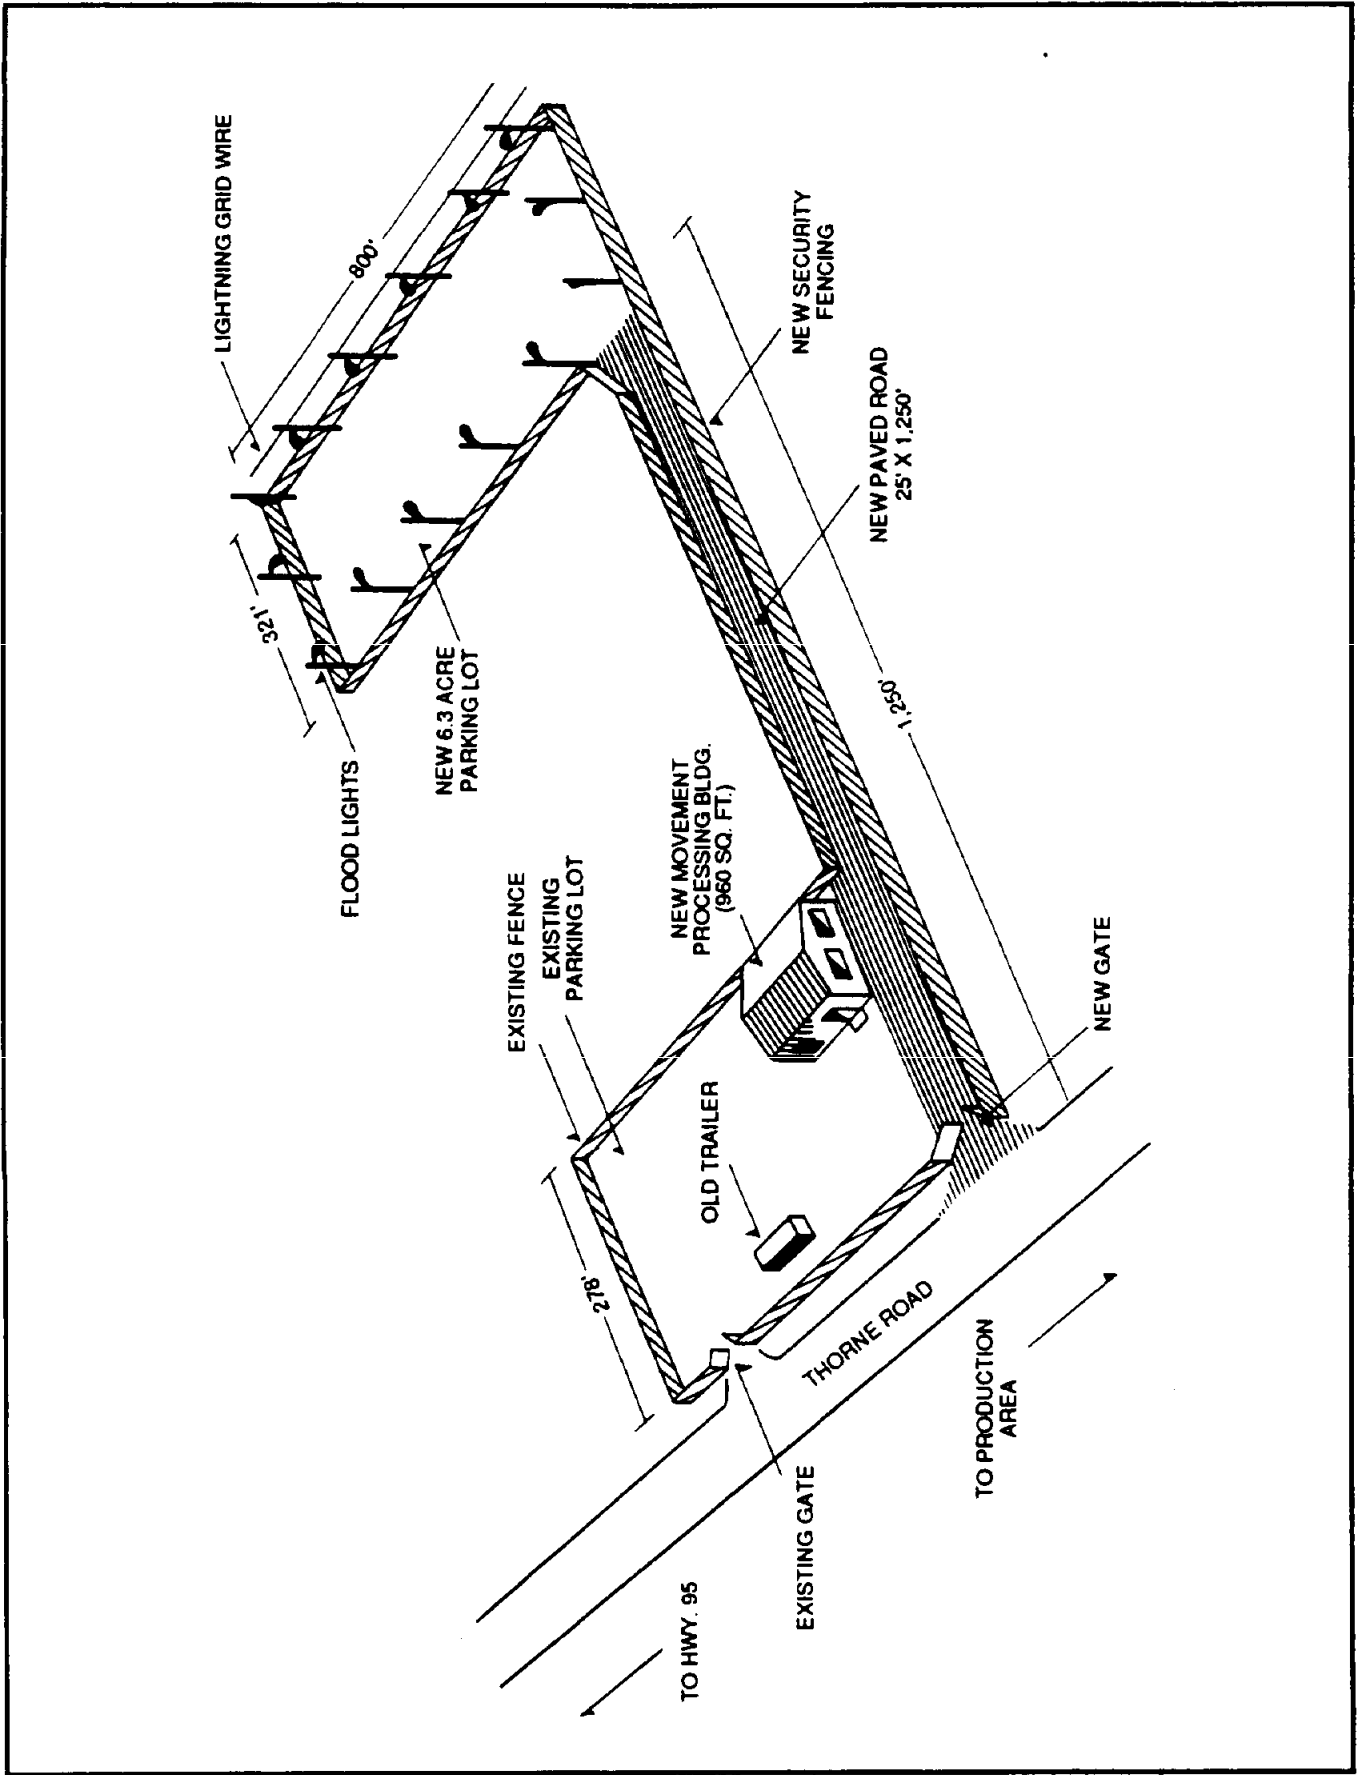 LIGHTNING GRID WIRE
800'
321'
FLOOD LIGHTS
NEW 6.3 ACRE
PARKING LOT
NEW SECURITY
FENCING
NEW PAVED ROAD
25' X 1,250'
1,250'
EXISTING FENCE
EXISTING
PARKING LOT
NEW MOVEMENT
PROCESSING BLDG.
(960 SQ. FT.)
278'
OLD TRAILER
NEW GATE
THORNE ROAD
TO PRODUCTION
AREA
EXISTING GATE
TO HWY. 95